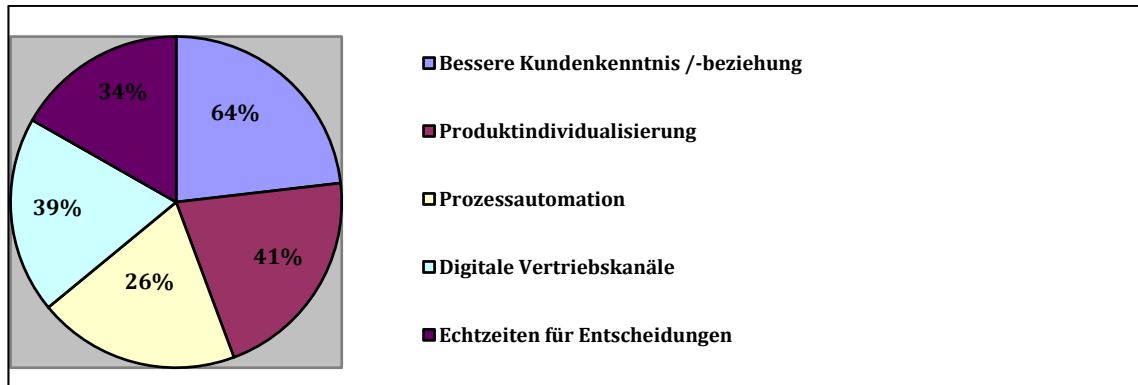 34%
64%
39%
41%
26%
Bessere Kundenkenntnis /-beziehung
Produktindividualisierung
Prozessautomation
Digitale Vertriebskanäle
Echtzeiten für Entscheidungen